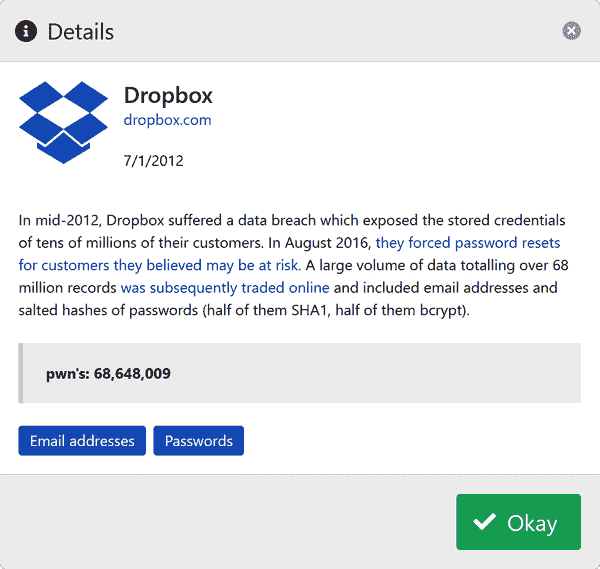 Details
Dropbox
dropbox.com
7/1/2012
In mid-2012, Dropbox suffered a data breach which exposed the stored credentials
of tens of millions of their customers. In August 2016, they forced password resets
for customers they believed may be at risk. A large volume of data totalling over 68
million records was subsequently traded online and included email addresses and
salted hashes of passwords (half of them SHA1, half of them bcrypt).
pwn's: 68,648,009
Email addresses Passwords
Okay